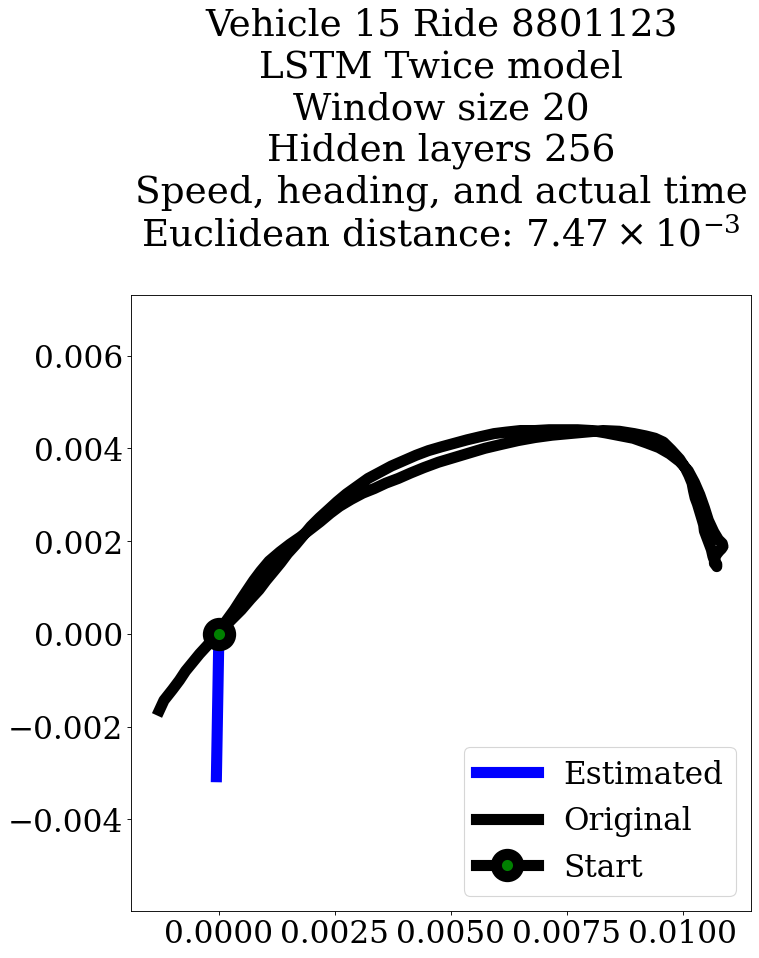 Vehicle 15 Ride 8801123
LSTM Twice model
Window size 20
Hidden layers 256
Speed, heading, and actual time
Euclidean distance: 7.47 × 10⁻³
0.006
0.004
0.002
0.000
−0.002
−0.004
Estimated
Original
Start
0.0000 0.0025 0.0050 0.0075 0.0100